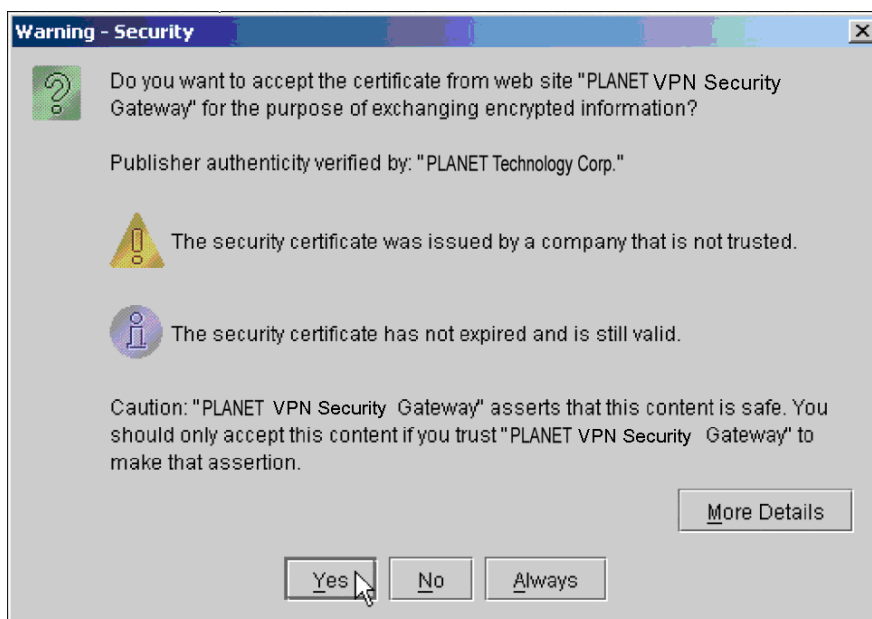 Warning - Security
Do you want to accept the certificate from web site "PLANET VPN Security
Gateway" for the purpose of exchanging encrypted information?
Publisher authenticity verified by: "PLANET Technology Corp."
The security certificate was issued by a company that is not trusted.
The security certificate has not expired and is still valid.
Caution: "PLANET VPN Security Gateway" asserts that this content is safe. You
should only accept this content if you trust "PLANET VPN Security Gateway" to
make that assertion.
More Details
Yes No Always